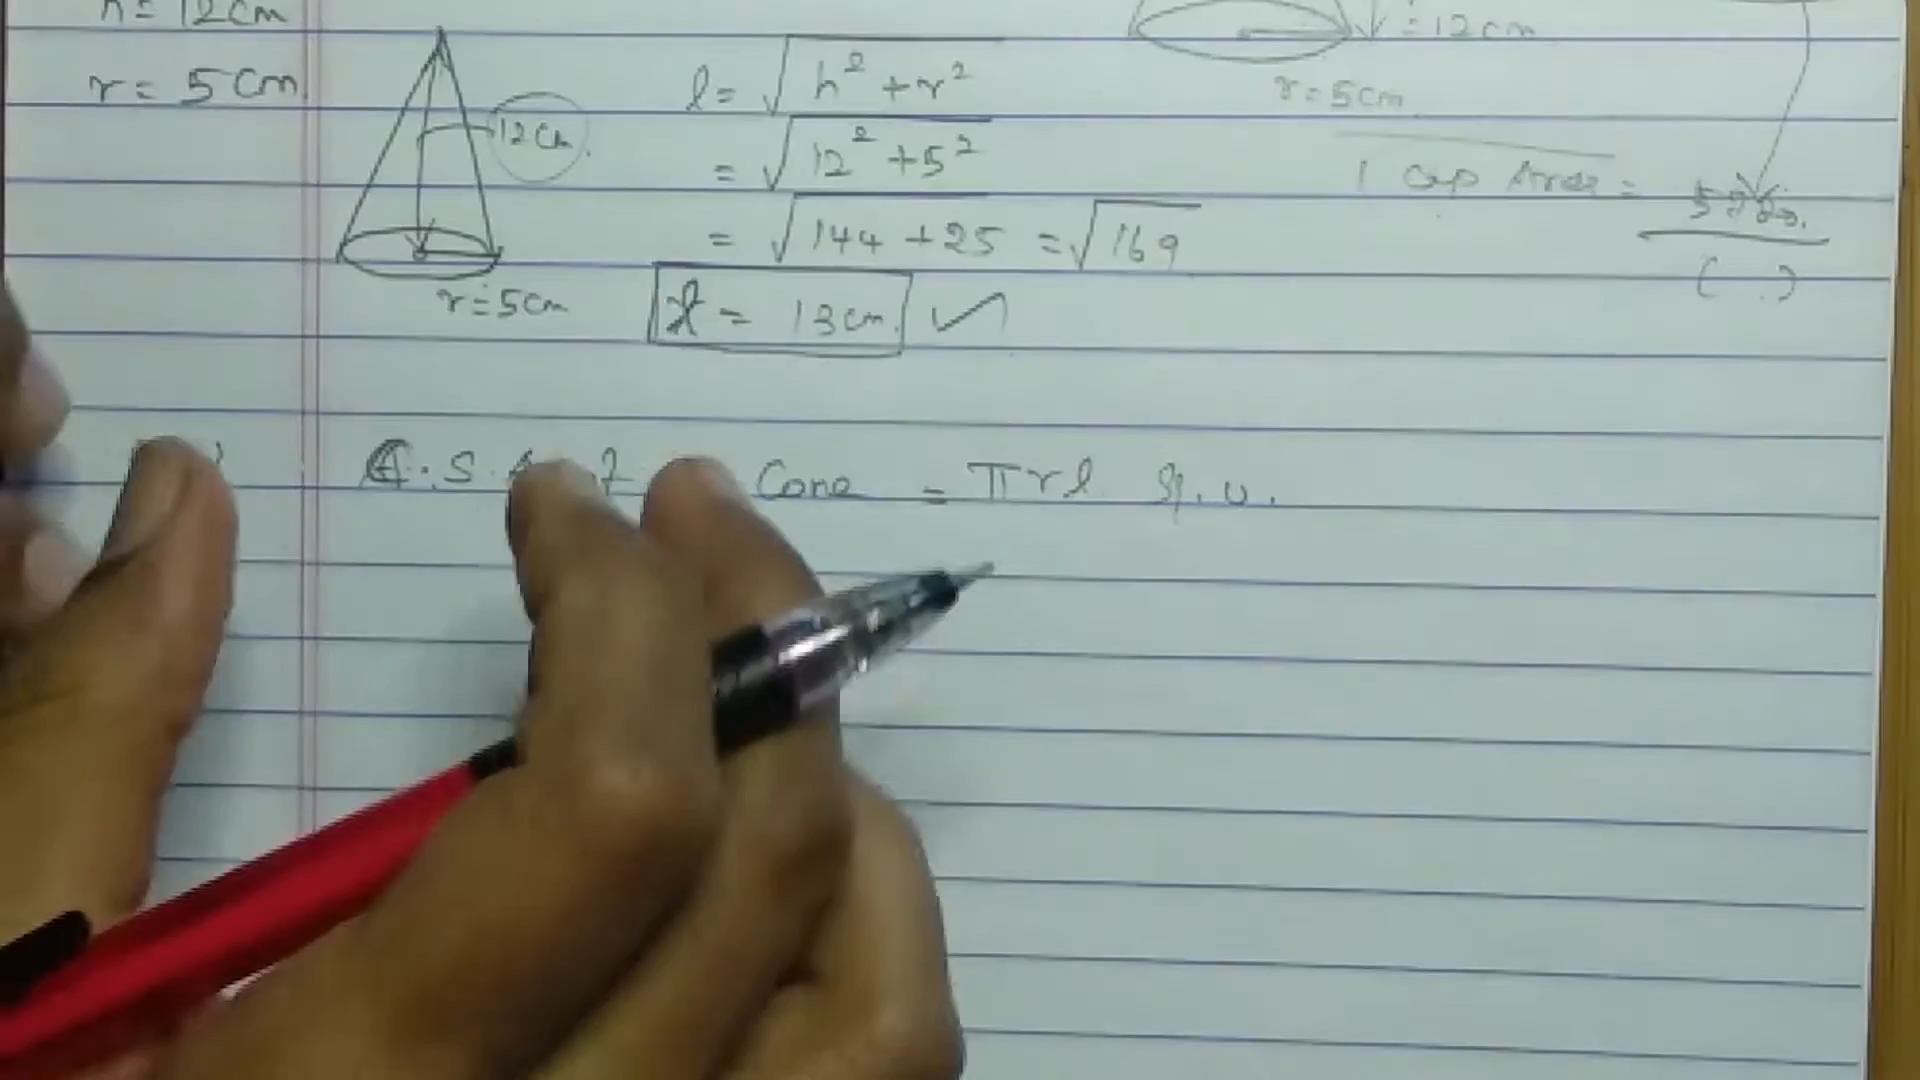 h = 12cm
r = 5cm.
12cm.
r = 5cm
l = √h² + r²
= √12² + 5²
= √144 + 25 = √169
l = 13cm.
= 12cm
r = 5cm
1 cap Area =
( . )
C.S.A of Cone = πrl sq.u.